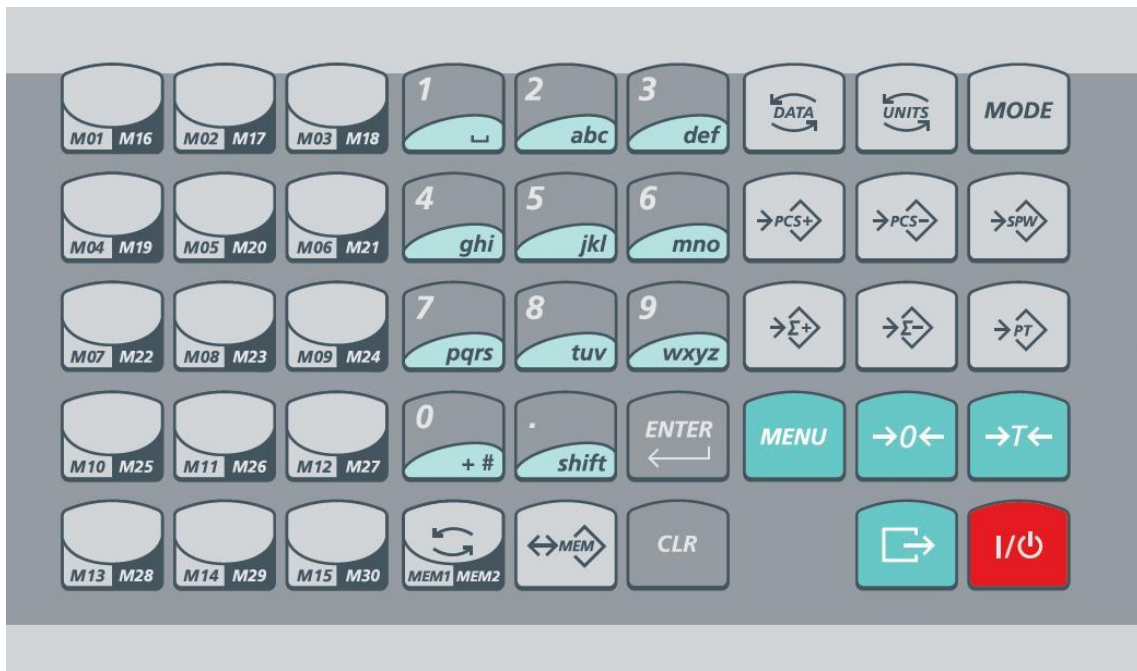 1 2 3 DATA UNITS MODE
M01 M16 M02 M17 M03 M18 ⌴ abc def
4 5 6 →PCS+ →PCS- →SPW
M04 M19 M05 M20 M06 M21 ghi jkl mno
7 8 9 →Σ+ →Σ- →PT
M07 M22 M08 M23 M09 M24 pqrs tuv wxyz
0 . ENTER MENU →0← →T←
M10 M25 M11 M26 M12 M27 + # shift
↔MEM CLR I/⏻
M13 M28 M14 M29 M15 M30 MEM1 MEM2